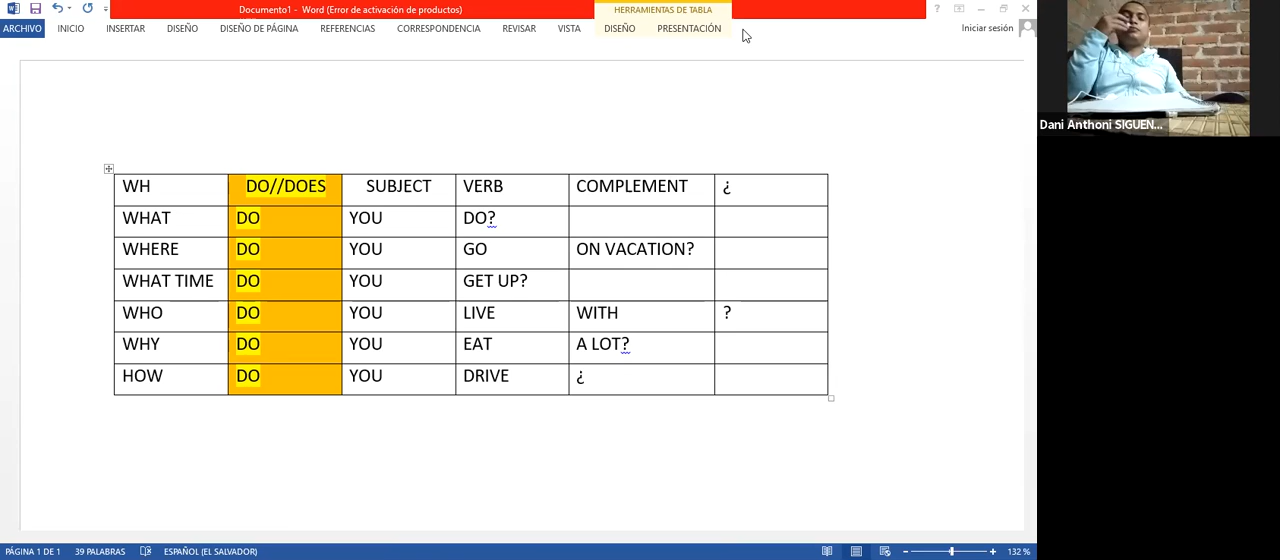 Documento1 - Word (Error de activación de productos)
HERRAMIENTAS DE TABLA
ARCHIVO INICIO INSERTAR DISEÑO DISEÑO DE PÁGINA REFERENCIAS CORRESPONDENCIA REVISAR VISTA DISEÑO PRESENTACIÓN Iniciar sesión
Dani Anthoni SIGUEN...
WH DO//DOES SUBJECT VERB COMPLEMENT ¿
WHAT DO YOU DO?
WHERE DO YOU GO ON VACATION?
WHAT TIME DO YOU GET UP?
WHO DO YOU LIVE WITH ?
WHY DO YOU EAT A LOT?
HOW DO YOU DRIVE ¿
PÁGINA 1 DE 1 39 PALABRAS ESPAÑOL (EL SALVADOR) 132 %